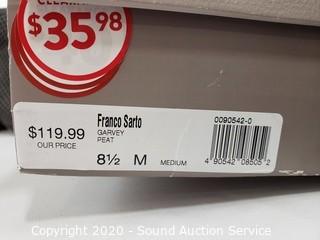 $35.98
Franco Sarto
GARVEY
PEAT
$119.99
OUR PRICE
8½ M MEDIUM
0090542-0
4 90542 08505 2
Copyright © 2020 - Sound Auction Service